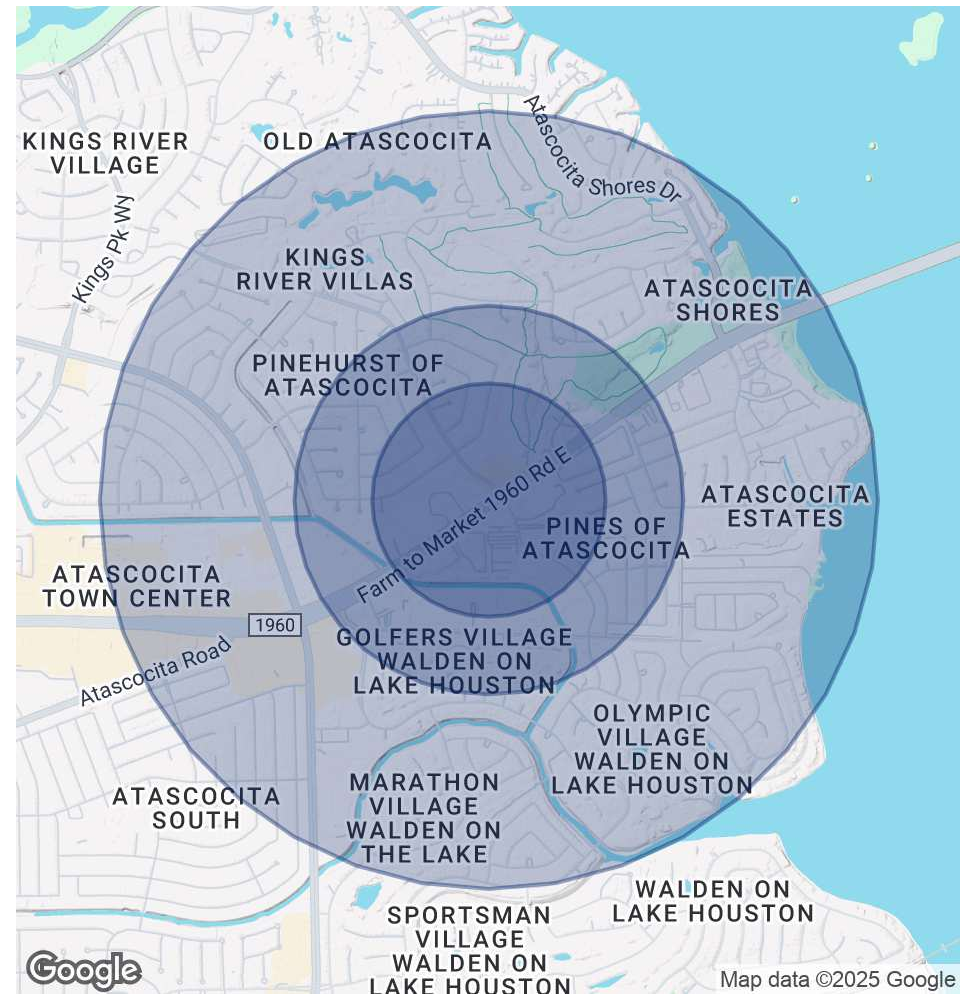 KINGS RIVER
VILLAGE
OLD ATASCOCITA
Atascocita Shores Dr
Kings Pk Wy
KINGS
RIVER VILLAS
ATASCOCITA
SHORES
PINEHURST OF
ATASCOCITA
Farm to Market 1960 Rd E
ATASCOCITA
ESTATES
PINES OF
ATASCOCITA
ATASCOCITA
TOWN CENTER
1960
Atascocita Road
GOLFERS VILLAGE
WALDEN ON
LAKE HOUSTON
OLYMPIC
VILLAGE
WALDEN ON
LAKE HOUSTON
MARATHON
VILLAGE
WALDEN ON
THE LAKE
ATASCOCITA
SOUTH
WALDEN ON
LAKE HOUSTON
SPORTSMAN
VILLAGE
WALDEN ON
LAKE HOUSTON
Google
Map data ©2025 Google